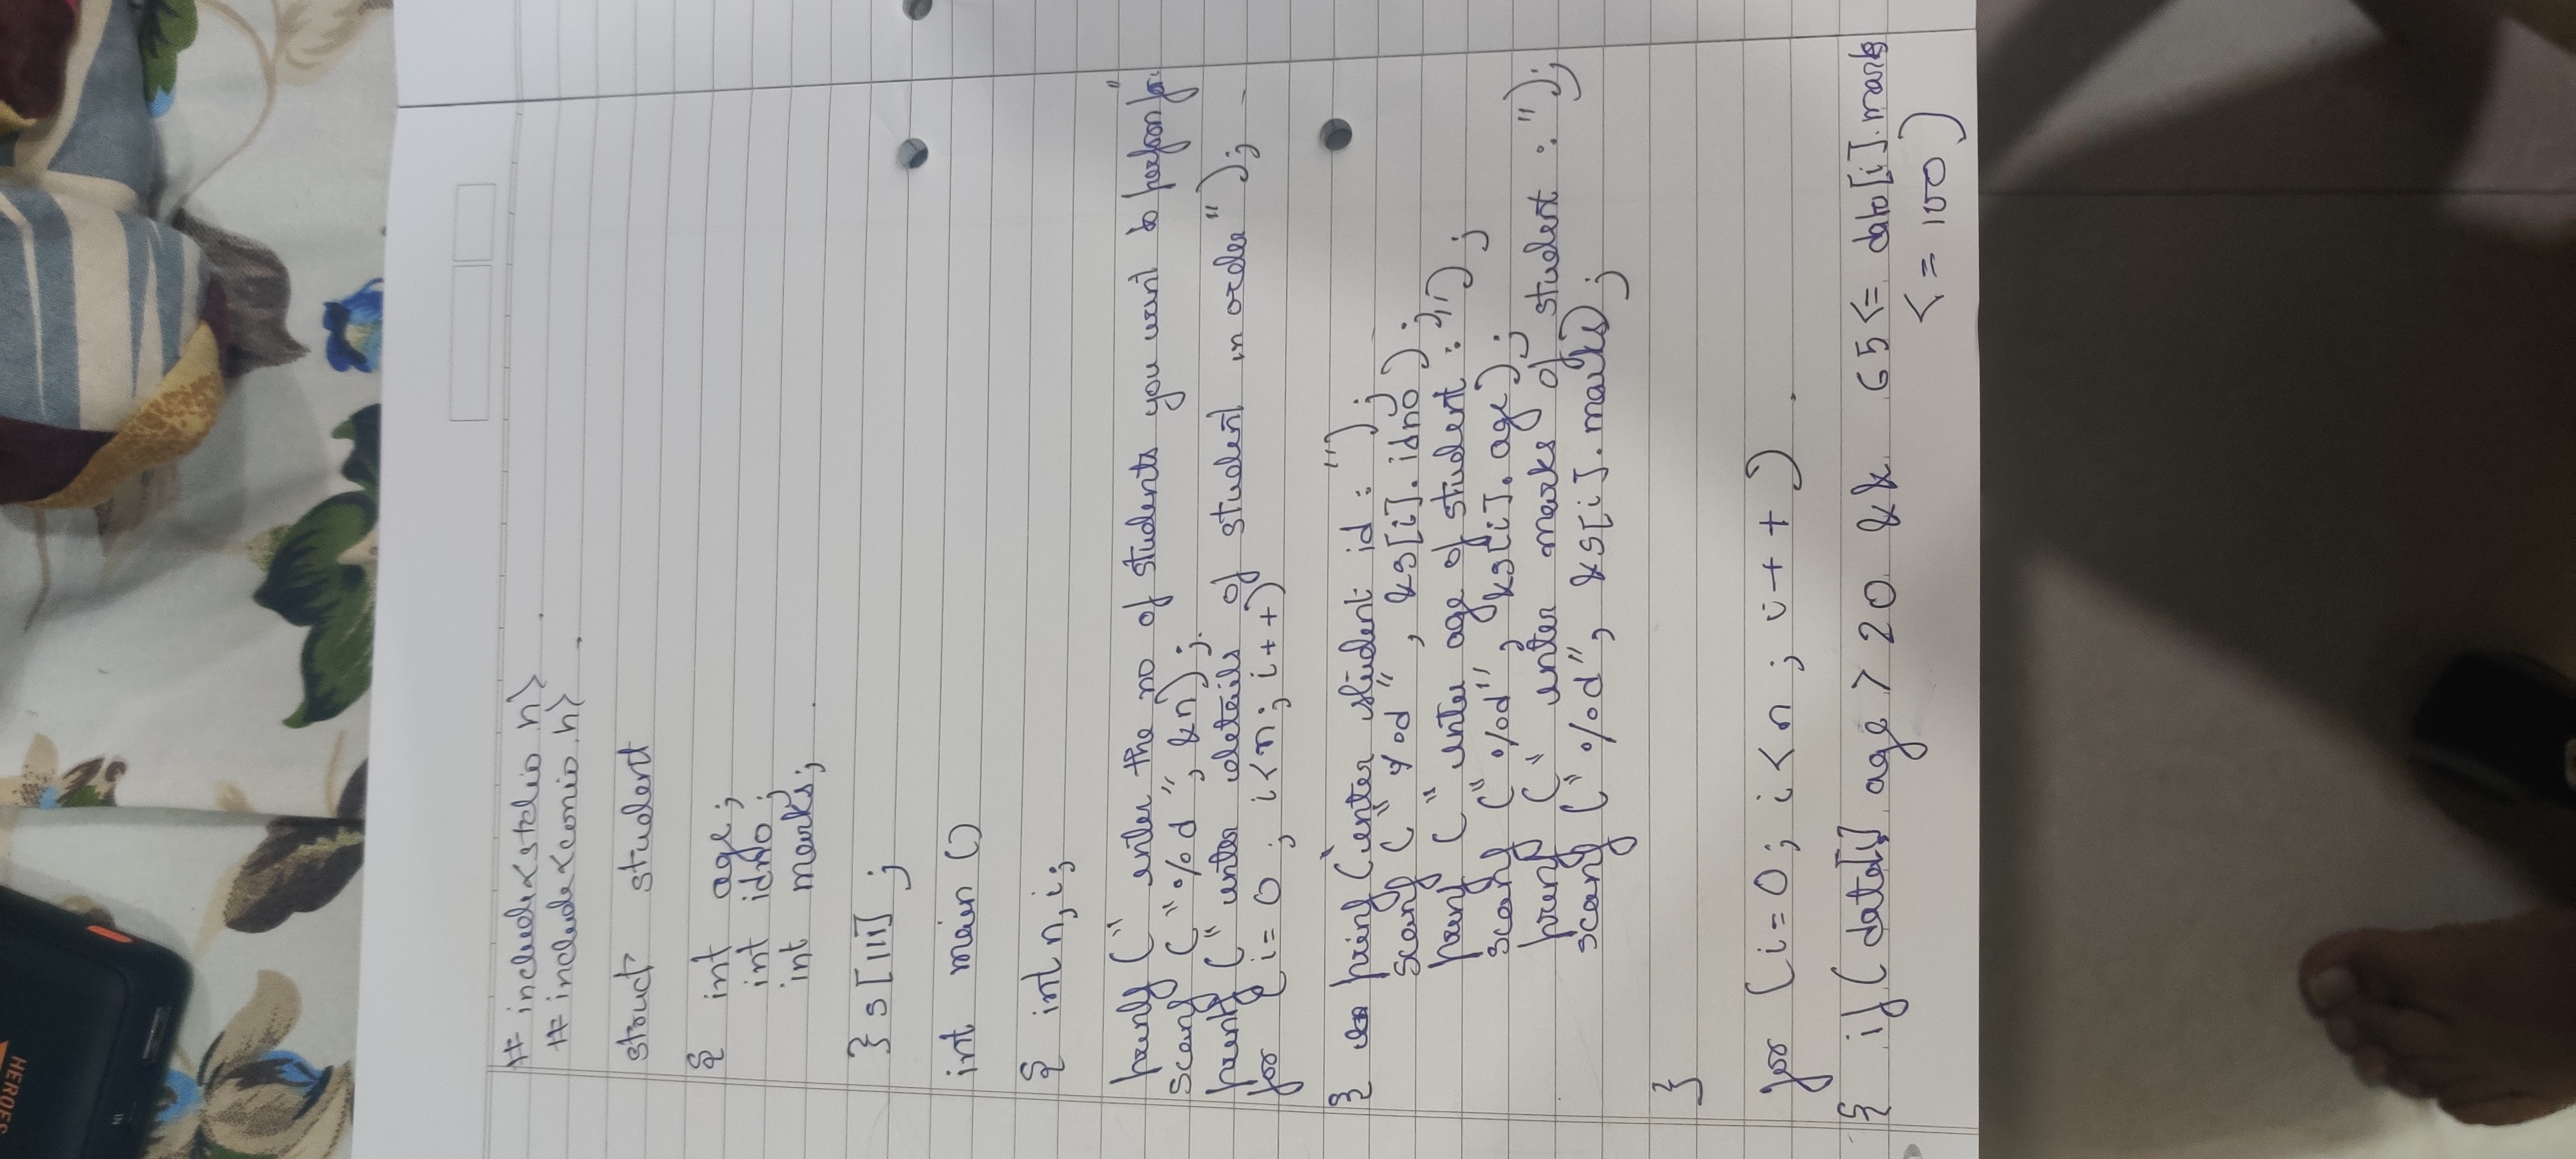 HEROES
IN
# include<stdio.h>
# include<conio.h>
struct student
{ int age;
int idno;
int marks;
} s[111];
int main ()
{ int n, i;
printf (" enter the no of students you want to perform for"
scanf ("%d", &n);
printf (" enter details of student in order");
for (i= 0 ; i<n; i++)
{ printf ("enter student id : ");
scanf ("%d", &s[i].idno);
printf (" enter age of student : ");
scanf ("%d", &s[i].age);
printf (" enter marks of student : ");
scanf ("%d", &s[i].marks);
}
for (i=0; i<n ; i++)
{ if (data[i] age > 20 && 65 <= data[i].marks
<= 100)